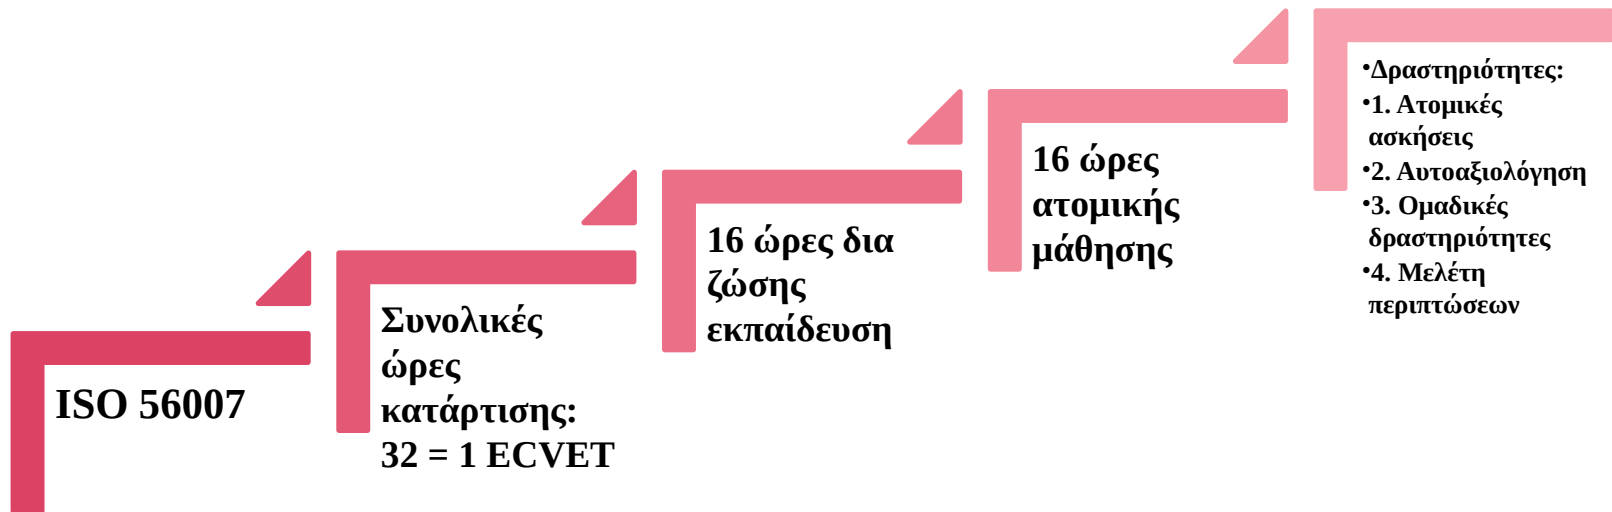 ISO 56007
Συνολικές
ώρες
κατάρτισης:
32 = 1 ECVET
16 ώρες δια
ζώσης
εκπαίδευση
16 ώρες
ατομικής
μάθησης
•Δραστηριότητες:
•1. Ατομικές
ασκήσεις
•2. Αυτοαξιολόγηση
•3. Ομαδικές
δραστηριότητες
•4. Μελέτη
περιπτώσεων